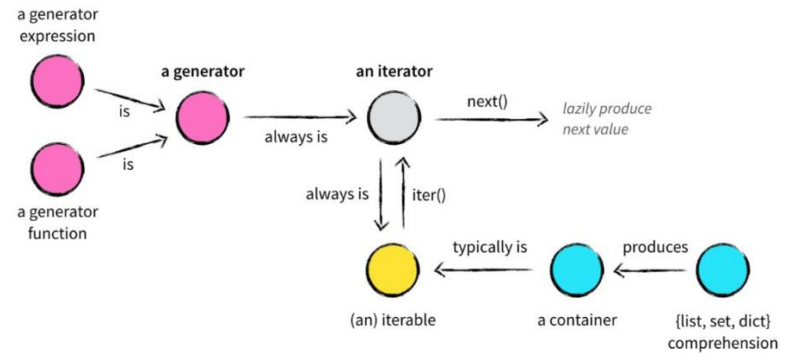 a generator
expression
a generator
an iterator
is
next()
lazily produce
next value
always is
is
a generator
function
always is
iter()
typically is
produces
(an) iterable
a container
{list, set, dict}
comprehension